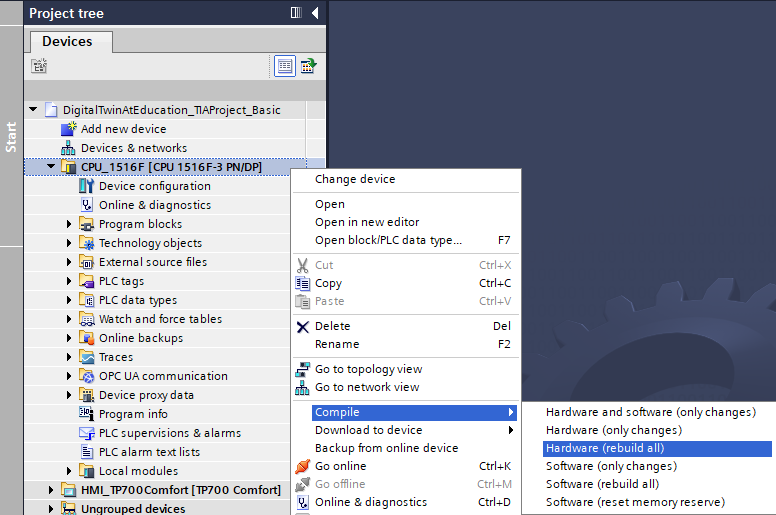 Project tree
Devices
Start
DigitalTwinAtEducation_TIAProject_Basic
Add new device
Devices & networks
CPU_1516F [CPU 1516F-3 PN/DP]
Device configuration
Online & diagnostics
Program blocks
Technology objects
External source files
PLC tags
PLC data types
Watch and force tables
Online backups
Traces
OPC UA communication
Device proxy data
Program info
PLC supervisions & alarms
PLC alarm text lists
Local modules
HMI_TP700Comfort [TP700 Comfort]
Ungrouped devices
Change device
Open
Open in new editor
Open block/PLC data type... F7
Cut Ctrl+X
Copy Ctrl+C
Paste Ctrl+V
Delete Del
Rename F2
Go to topology view
Go to network view
Compile
Download to device
Backup from online device
Go online Ctrl+K
Go offline Ctrl+M
Online & diagnostics Ctrl+D
Hardware and software (only changes)
Hardware (only changes)
Hardware (rebuild all)
Software (only changes)
Software (rebuild all)
Software (reset memory reserve)